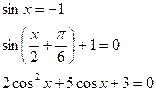 sin x = −1
sin(x/2 + π/6) + 1 = 0
2cos² x + 5cos x + 3 = 0